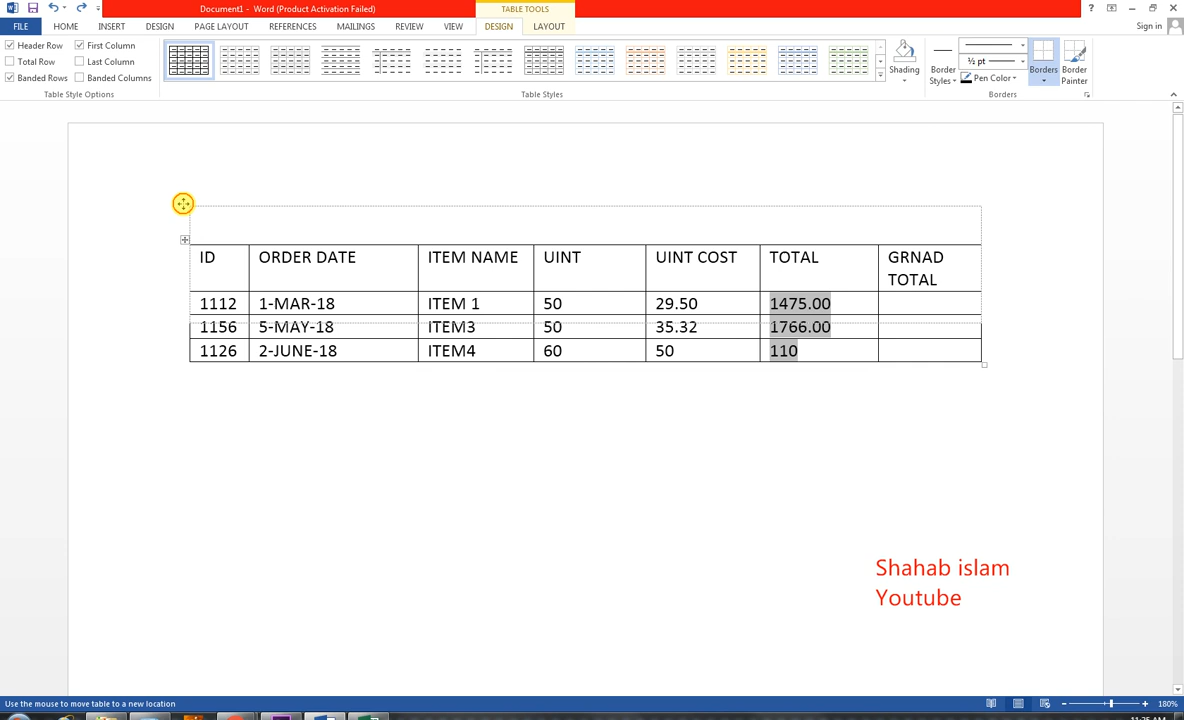 Document1 - Word (Product Activation Failed)
TABLE TOOLS
?
FILE HOME INSERT DESIGN PAGE LAYOUT REFERENCES MAILINGS REVIEW VIEW DESIGN LAYOUT Sign in
Header Row First Column
Total Row Last Column
Banded Rows Banded Columns
Table Style Options
Table Styles
Shading
Border Styles
½ pt
Pen Color
Borders
Border Painter
Borders
ID ORDER DATE ITEM NAME UINT UINT COST TOTAL GRNAD
TOTAL
1112 1-MAR-18 ITEM 1 50 29.50 1475.00
1156 5-MAY-18 ITEM3 50 35.32 1766.00
1126 2-JUNE-18 ITEM4 60 50 110
Shahab islam
Youtube
Use the mouse to move table to a new location
180%